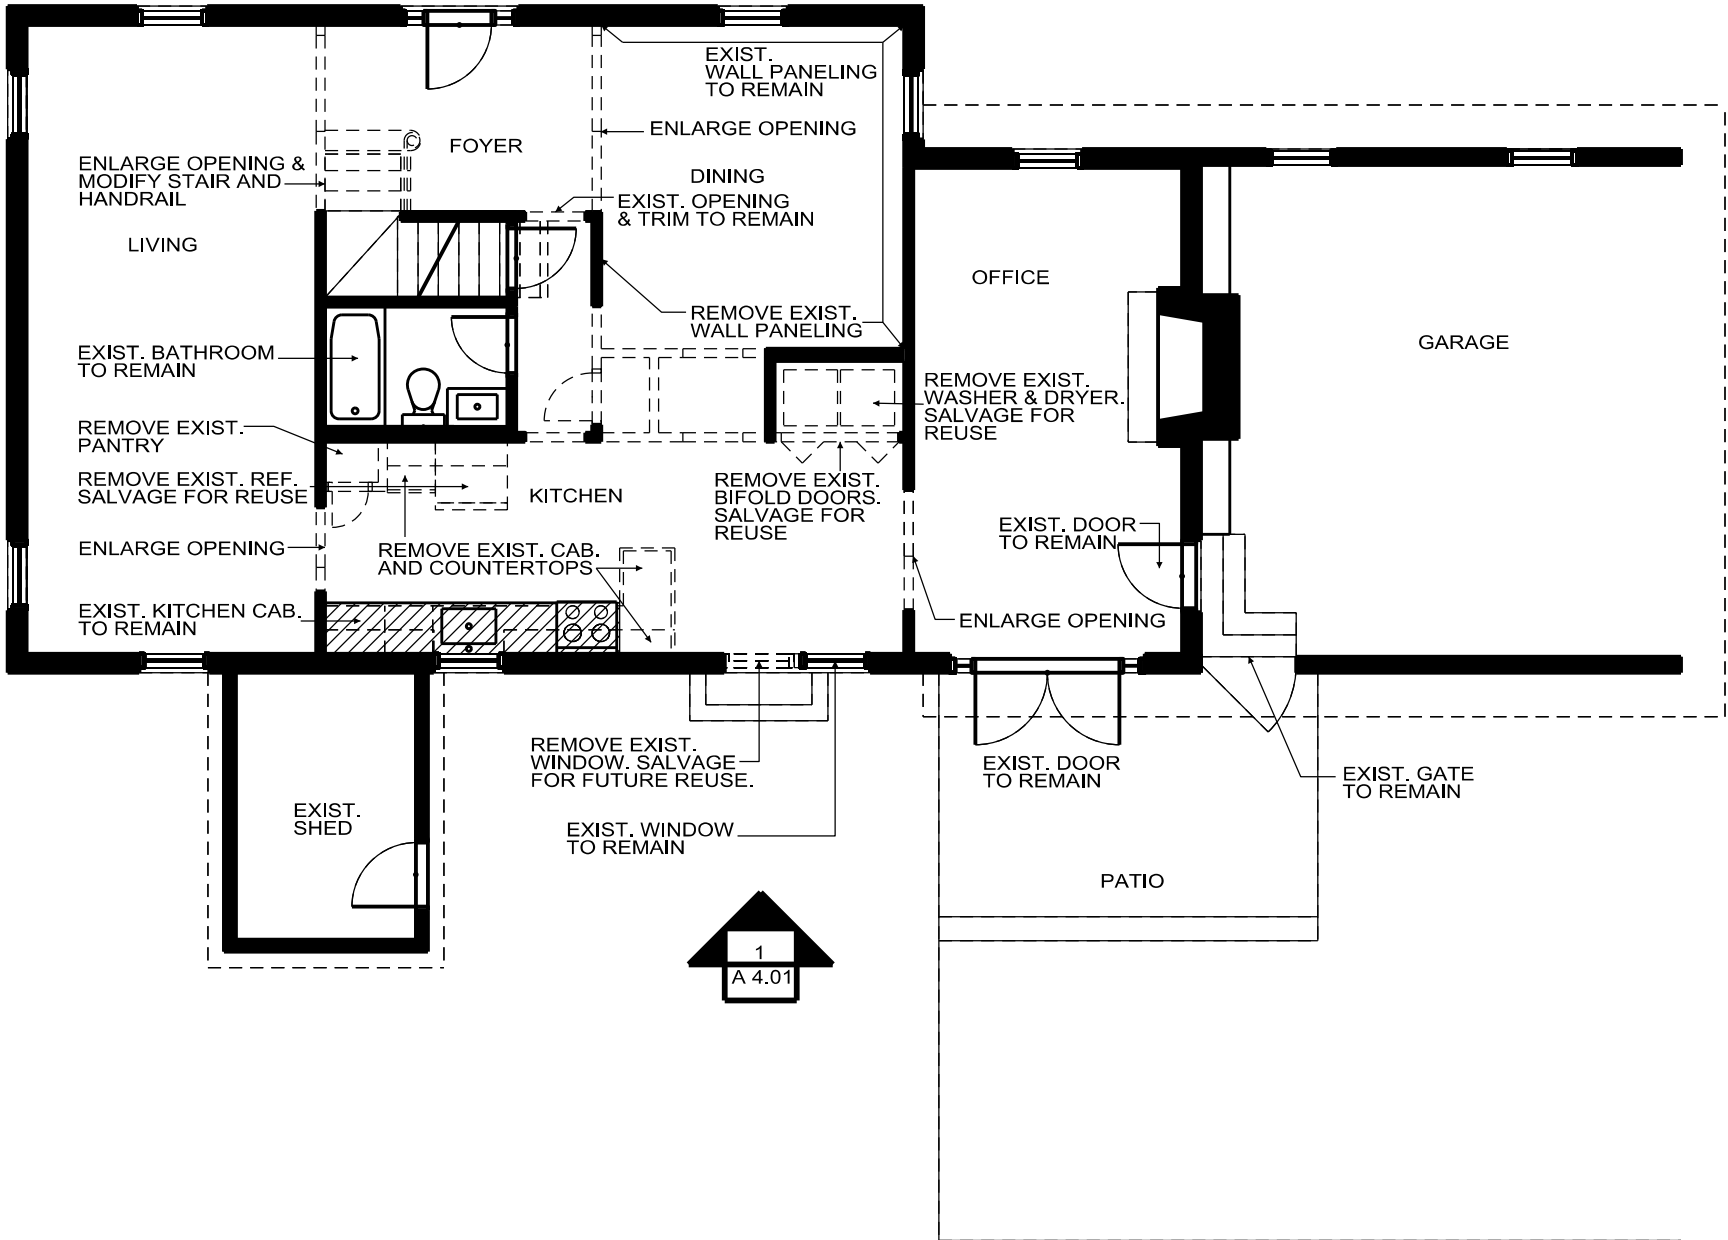 EXIST.
WALL PANELING
TO REMAIN
ENLARGE OPENING
FOYER
ENLARGE OPENING &
MODIFY STAIR AND
HANDRAIL
DINING
EXIST. OPENING
& TRIM TO REMAIN
LIVING
OFFICE
REMOVE EXIST.
WALL PANELING
GARAGE
EXIST. BATHROOM
TO REMAIN
REMOVE EXIST.
WASHER & DRYER.
SALVAGE FOR
REUSE
REMOVE EXIST.
PANTRY
REMOVE EXIST. REF.
SALVAGE FOR REUSE
KITCHEN
REMOVE EXIST.
BIFOLD DOORS.
SALVAGE FOR
REUSE
EXIST. DOOR
TO REMAIN
ENLARGE OPENING
REMOVE EXIST. CAB.
AND COUNTERTOPS
EXIST. KITCHEN CAB.
TO REMAIN
ENLARGE OPENING
REMOVE EXIST.
WINDOW. SALVAGE
FOR FUTURE REUSE.
EXIST. DOOR
TO REMAIN
EXIST. GATE
TO REMAIN
EXIST.
SHED
EXIST. WINDOW
TO REMAIN
PATIO
1
A 4.01